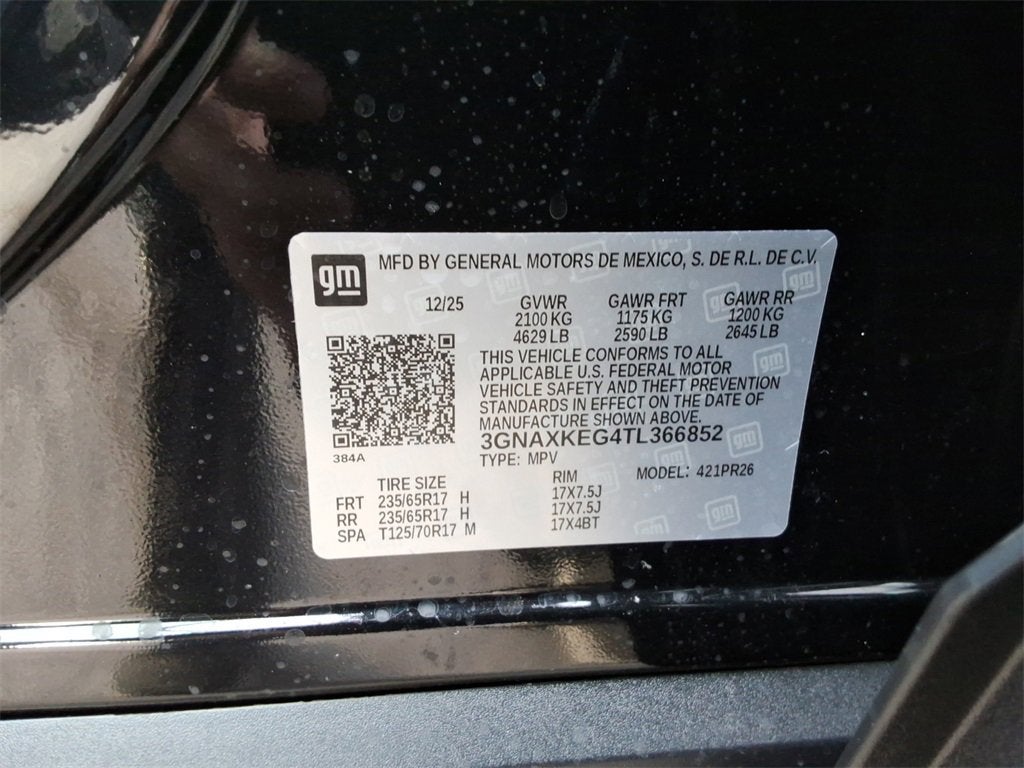 gm MFD BY GENERAL MOTORS DE MEXICO, S. DE R.L. DE C.V.
12/25 GVWR GAWR FRT GAWR RR
2100 KG 1175 KG 1200 KG
4629 LB 2590 LB 2645 LB
THIS VEHICLE CONFORMS TO ALL
APPLICABLE U.S. FEDERAL MOTOR
VEHICLE SAFETY AND THEFT PREVENTION
STANDARDS IN EFFECT ON THE DATE OF
MANUFACTURE SHOWN ABOVE.
3GNAXKEG4TL366852
384A TYPE: MPV
TIRE SIZE RIM MODEL: 421PR26
FRT 235/65R17 H 17X7.5J
RR 235/65R17 H 17X7.5J
SPA T125/70R17 M 17X4BT